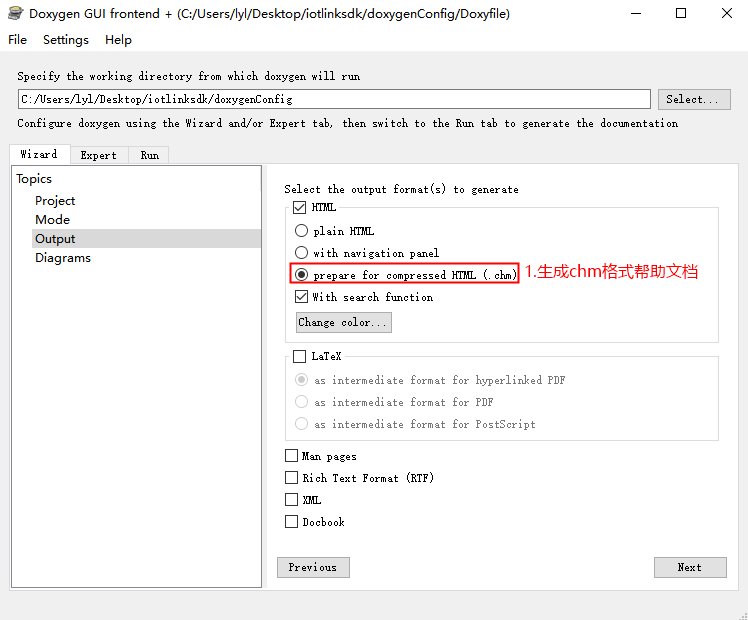 Doxygen GUI frontend + (C:/Users/lyl/Desktop/iotlinksdk/doxygenConfig/Doxyfile)
File Settings Help
Specify the working directory from which doxygen will run
C:/Users/lyl/Desktop/iotlinksdk/doxygenConfig
Select...
Configure doxygen using the Wizard and/or Expert tab, then switch to the Run tab to generate the documentation
Wizard Expert Run
Topics
Project
Mode
Output
Diagrams
Select the output format(s) to generate
HTML
plain HTML
with navigation panel
prepare for compressed HTML (.chm)
1.生成chm格式帮助文档
With search function
Change color...
LaTeX
as intermediate format for hyperlinked PDF
as intermediate format for PDF
as intermediate format for PostScript
Man pages
Rich Text Format (RTF)
XML
Docbook
Previous
Next